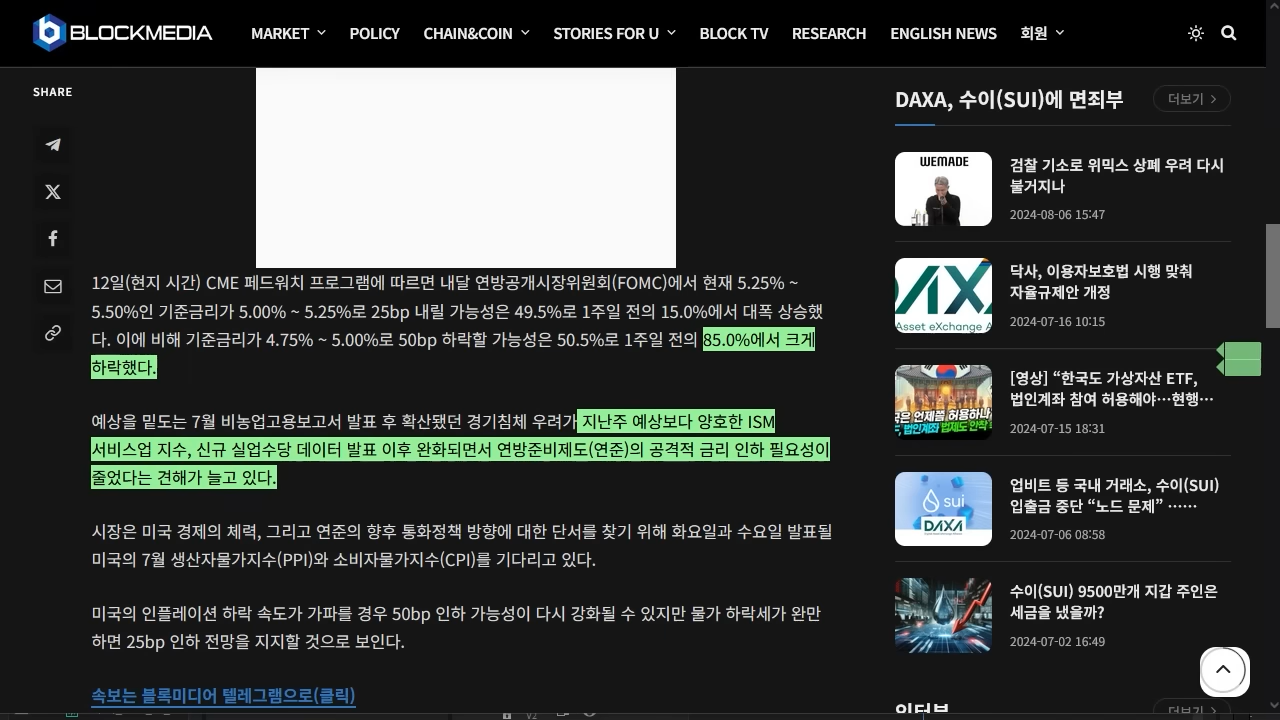 BLOCKMEDIA
MARKET
POLICY
CHAIN&COIN
STORIES FOR U
BLOCK TV
RESEARCH
ENGLISH NEWS
회원
SHARE
12일(현지 시간) CME 페드워치 프로그램에 따르면 내달 연방공개시장위원회(FOMC)에서 현재 5.25% ~
5.50%인 기준금리가 5.00% ~ 5.25%로 25bp 내릴 가능성은 49.5%로 1주일 전의 15.0%에서 대폭 상승했
다. 이에 비해 기준금리가 4.75% ~ 5.00%로 50bp 하락할 가능성은 50.5%로 1주일 전의 85.0%에서 크게
하락했다.
예상을 밑도는 7월 비농업고용보고서 발표 후 확산됐던 경기침체 우려가 지난주 예상보다 양호한 ISM
서비스업 지수, 신규 실업수당 데이터 발표 이후 완화되면서 연방준비제도(연준)의 공격적 금리 인하 필요성이
줄었다는 견해가 늘고 있다.
시장은 미국 경제의 체력, 그리고 연준의 향후 통화정책 방향에 대한 단서를 찾기 위해 화요일과 수요일 발표될
미국의 7월 생산자물가지수(PPI)와 소비자물가지수(CPI)를 기다리고 있다.
미국의 인플레이션 하락 속도가 가파를 경우 50bp 인하 가능성이 다시 강화될 수 있지만 물가 하락세가 완만
하면 25bp 인하 전망을 지지할 것으로 보인다.
속보는 블록미디어 텔레그램으로(클릭)
DAXA, 수이(SUI)에 면죄부
더보기
WEMADE
검찰 기소로 위믹스 상폐 우려 다시
불거지나
2024-08-06 15:47
Asset eXchange A
닥사, 이용자보호법 시행 맞춰
자율규제안 개정
2024-07-16 10:15
[영상] “한국도 가상자산 ETF,
법인계좌 참여 허용해야···현행···
2024-07-15 18:31
sui
DAXA
업비트 등 국내 거래소, 수이(SUI)
입출금 중단 “노드 문제” ······
2024-07-06 08:58
수이(SUI) 9500만개 지갑 주인은
세금을 냈을까?
2024-07-02 16:49
더보기